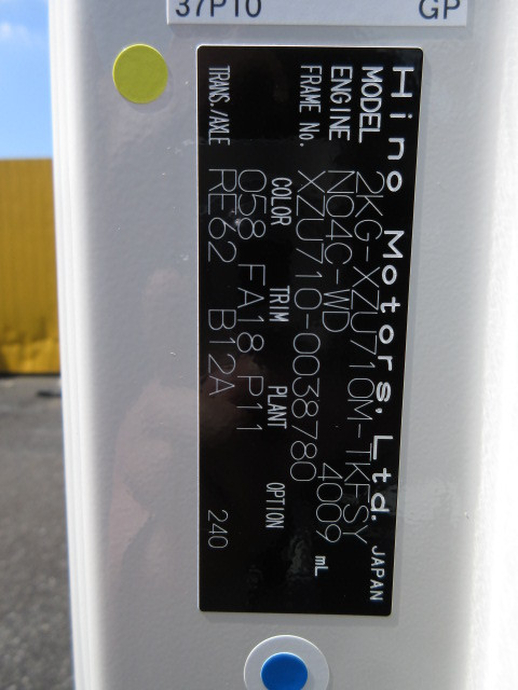 37P10 GP
Hino Motors, Ltd. JAPAN
MODEL 2KG-XZU710M-TKFSY
ENGINE N04C-WD 4009 mL
FRAME No. XZU710-0038780
COLOR TRIM PLANT OPTION
058 FA18 P11
TRANS./AXLE RE62 B12A 240